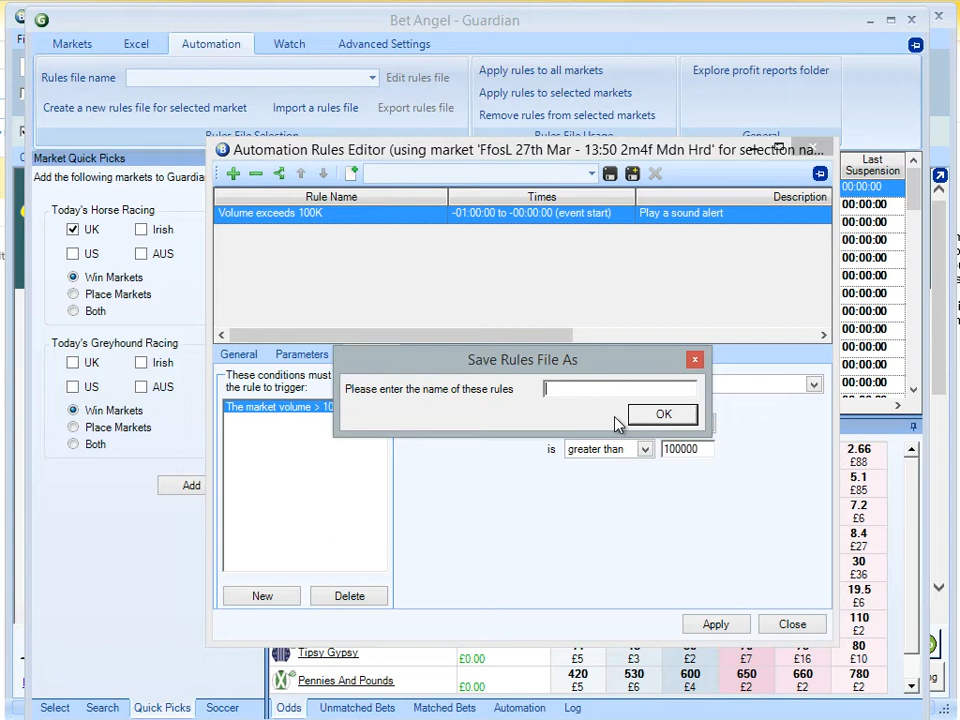 Bet Angel - Guardian
Markets
Excel
Automation
Watch
Advanced Settings
Rules file name
Edit rules file
Create a new rules file for selected market
Import a rules file
Export rules file
Rules File Selection
Apply rules to all markets
Apply rules to selected markets
Remove rules from selected markets
Rules File Usage
Explore profit reports folder
General
Market Quick Picks
Add the following markets to Guardia
Today's Horse Racing
UK
Irish
US
AUS
Win Markets
Place Markets
Both
Today's Greyhound Racing
UK
Irish
US
AUS
Win Markets
Place Markets
Both
Add
Automation Rules Editor (using market 'FfosL 27th Mar - 13:50 2m4f Mdn Hrd' for selection na...
Rule Name
Times
Description
Volume exceeds 100K
-01:00:00 to -00:00:00 (event start)
Play a sound alert
General
Parameters
These conditions must
the rule to trigger:
The market volume > 10
Save Rules File As
Please enter the name of these rules
OK
is
greater than
100000
New
Delete
Apply
Close
Last
Suspension
00:00:00
00:00:00
00:00:00
00:00:00
00:00:00
00:00:00
00:00:00
00:00:00
00:00:00
00:00:00
00:00:00
00:00:00
2.66
£88
5.1
£85
7.2
£6
8.4
£27
30
£36
19.5
£6
110
£2
80
£10
Tipsy Gypsy
£0.00
£5
£3
£2
£7
£16
Pennies And Pounds
£0.00
420
£5
530
£6
600
£4
650
£2
660
£2
780
£2
Select
Search
Quick Picks
Soccer
Odds
Unmatched Bets
Matched Bets
Automation
Log